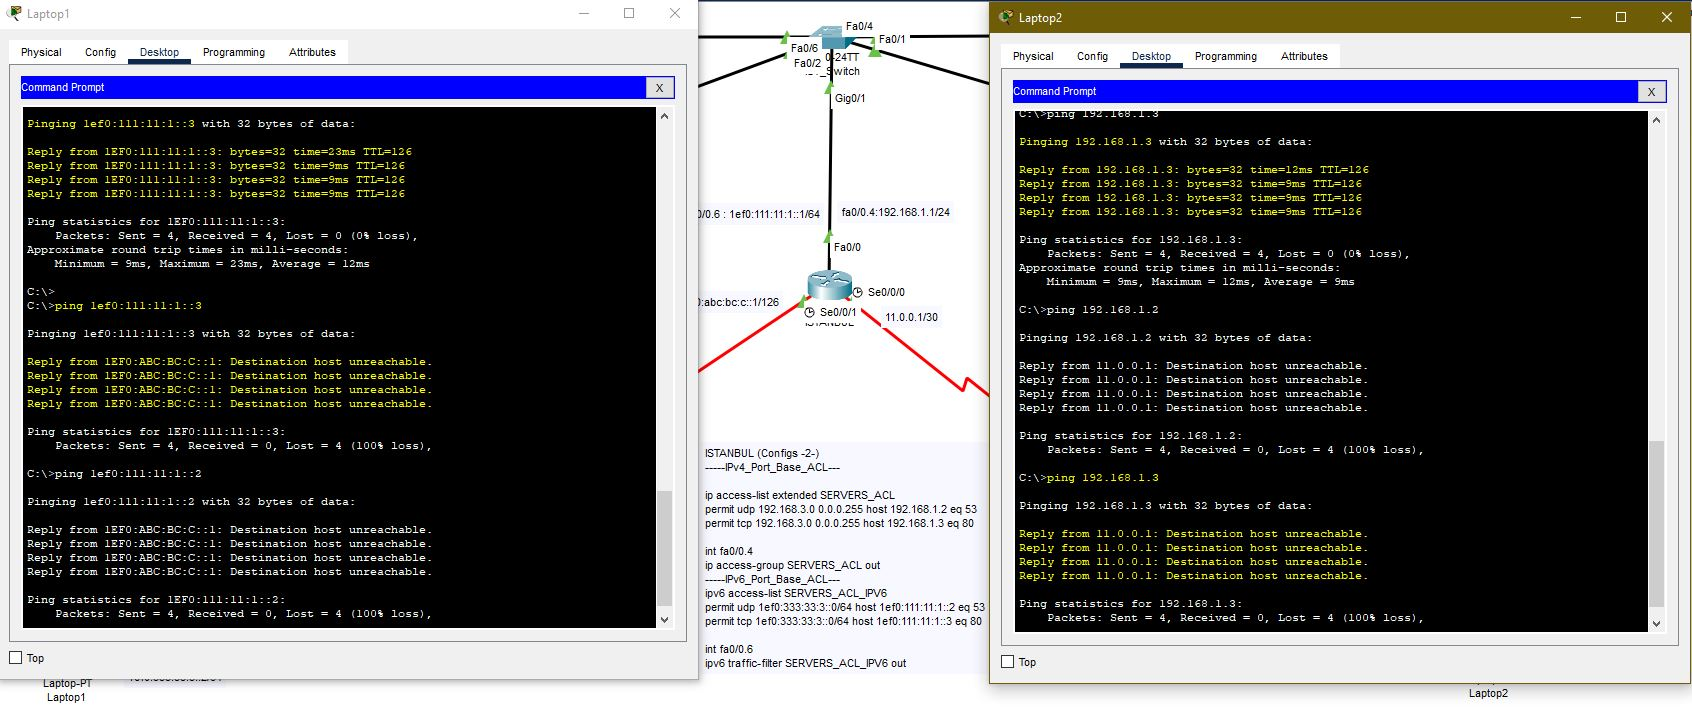 Laptop1
Physical Config Desktop Programming Attributes
Command Prompt
X
Pinging 1ef0:111:11:1::3 with 32 bytes of data:
Reply from 1EF0:111:11:1::3: bytes=32 time=23ms TTL=126
Reply from 1EF0:111:11:1::3: bytes=32 time=9ms TTL=126
Reply from 1EF0:111:11:1::3: bytes=32 time=9ms TTL=126
Reply from 1EF0:111:11:1::3: bytes=32 time=9ms TTL=126
Ping statistics for 1EF0:111:11:1::3:
Packets: Sent = 4, Received = 4, Lost = 0 (0% loss),
Approximate round trip times in milli-seconds:
Minimum = 9ms, Maximum = 23ms, Average = 12ms
C:\>
C:\>ping 1ef0:111:11:1::3
Pinging 1ef0:111:11:1::3 with 32 bytes of data:
Reply from 1EF0:ABC:BC:C::1: Destination host unreachable.
Reply from 1EF0:ABC:BC:C::1: Destination host unreachable.
Reply from 1EF0:ABC:BC:C::1: Destination host unreachable.
Reply from 1EF0:ABC:BC:C::1: Destination host unreachable.
Ping statistics for 1EF0:111:11:1::3:
Packets: Sent = 4, Received = 0, Lost = 4 (100% loss),
C:\>ping 1ef0:111:11:1::2
Pinging 1ef0:111:11:1::2 with 32 bytes of data:
Reply from 1EF0:ABC:BC:C::1: Destination host unreachable.
Reply from 1EF0:ABC:BC:C::1: Destination host unreachable.
Reply from 1EF0:ABC:BC:C::1: Destination host unreachable.
Reply from 1EF0:ABC:BC:C::1: Destination host unreachable.
Ping statistics for 1EF0:111:11:1::2:
Packets: Sent = 4, Received = 0, Lost = 4 (100% loss),
Top
Laptop-PT
Laptop1
Fa0/4
Fa0/6
Fa0/1
Fa0/2
0-24TT
Switch
Gig0/1
0/0.6 : 1ef0:111:11:1::1/64
fa0/0.4:192.168.1.1/24
Fa0/0
:abc:bc:c::1/126
Se0/0/0
Se0/0/1
ISTANBUL
11.0.0.1/30
ISTANBUL (Configs -2-)
-----IPv4_Port_Base_ACL---
ip access-list extended SERVERS_ACL
permit udp 192.168.3.0 0.0.0.255 host 192.168.1.2 eq 53
permit tcp 192.168.3.0 0.0.0.255 host 192.168.1.3 eq 80
int fa0/0.4
ip access-group SERVERS_ACL out
-----IPv6_Port_Base_ACL---
ipv6 access-list SERVERS_ACL_IPV6
permit udp 1ef0:333:33:3::0/64 host 1ef0:111:11:1::2 eq 53
permit tcp 1ef0:333:33:3::0/64 host 1ef0:111:11:1::3 eq 80
int fa0/0.6
ipv6 traffic-filter SERVERS_ACL_IPV6 out
Laptop2
Physical Config Desktop Programming Attributes
Command Prompt
X
C:\>ping 192.168.1.3
Pinging 192.168.1.3 with 32 bytes of data:
Reply from 192.168.1.3: bytes=32 time=12ms TTL=126
Reply from 192.168.1.3: bytes=32 time=9ms TTL=126
Reply from 192.168.1.3: bytes=32 time=9ms TTL=126
Reply from 192.168.1.3: bytes=32 time=9ms TTL=126
Ping statistics for 192.168.1.3:
Packets: Sent = 4, Received = 4, Lost = 0 (0% loss),
Approximate round trip times in milli-seconds:
Minimum = 9ms, Maximum = 12ms, Average = 9ms
C:\>ping 192.168.1.2
Pinging 192.168.1.2 with 32 bytes of data:
Reply from 11.0.0.1: Destination host unreachable.
Reply from 11.0.0.1: Destination host unreachable.
Reply from 11.0.0.1: Destination host unreachable.
Reply from 11.0.0.1: Destination host unreachable.
Ping statistics for 192.168.1.2:
Packets: Sent = 4, Received = 0, Lost = 4 (100% loss),
C:\>ping 192.168.1.3
Pinging 192.168.1.3 with 32 bytes of data:
Reply from 11.0.0.1: Destination host unreachable.
Reply from 11.0.0.1: Destination host unreachable.
Reply from 11.0.0.1: Destination host unreachable.
Reply from 11.0.0.1: Destination host unreachable.
Ping statistics for 192.168.1.3:
Packets: Sent = 4, Received = 0, Lost = 4 (100% loss),
Top
Laptop2